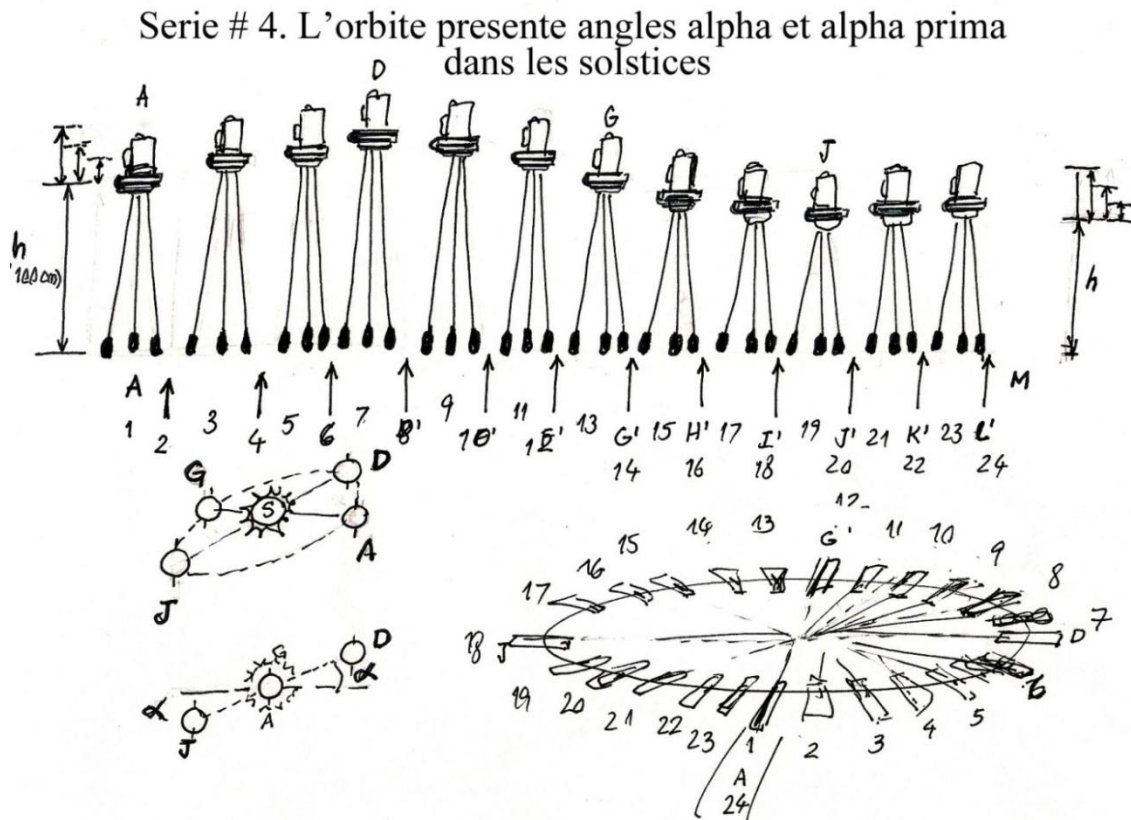 Serie # 4. L'orbite presente angles alpha et alpha prima
dans les solstices
A D G J
h
h
A M
1 3 5 7 9 11 13 G' 15 H' 17 I' 19 J' 21 K' 23 L'
2 4 6 14 16 18 20 22 24
G D
S
A
J
G D
α α
A
J
12
17 16 15 14 13 G' 11 10 9 8
18 J D 7
19 20 21 22 23 1 2 3 4 5 6
A
24